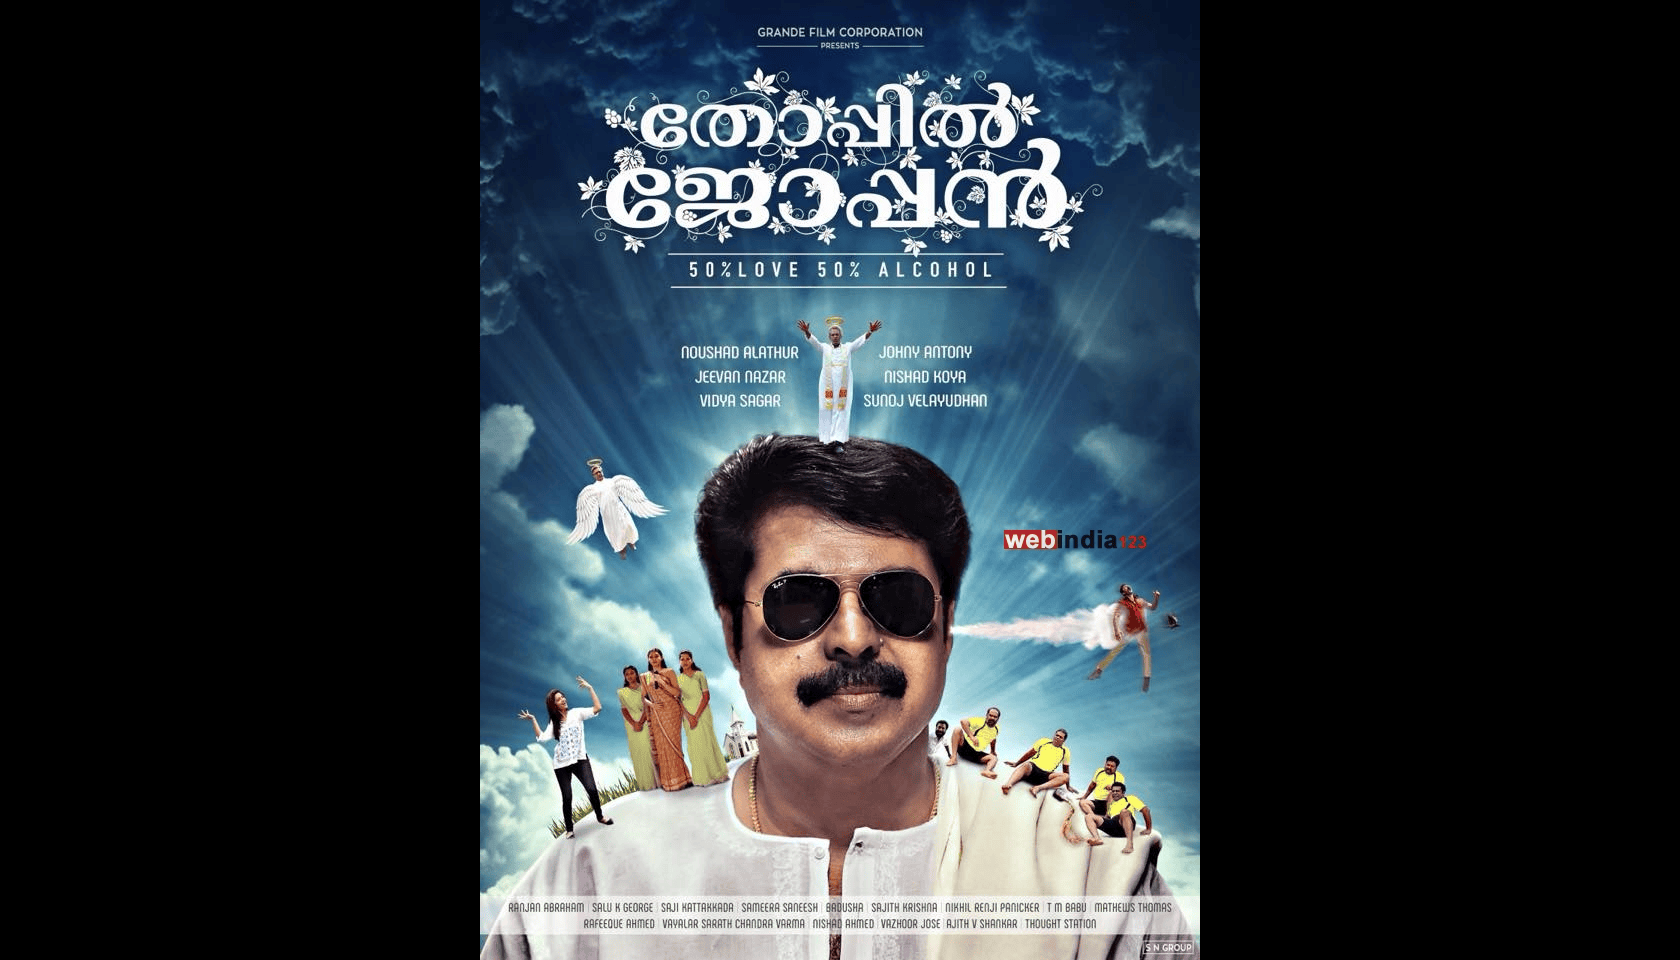 GRANDE FILM CORPORATION
PRESENTS
തോപ്പിൽ
ജോപ്പൻ
50%LOVE 50% ALCOHOL
NOUSHAD ALATHUR
JEEVAN NAZAR
VIDYA SAGAR
JOHNY ANTONY
NISHAD KOYA
SUNOJ VELAYUDHAN
webindia123
RANJAN ABRAHAM | SALU K GEORGE | SAJI KATTAKKADA | SAMEERA SANEESH | BADUSHA | SAJITH KRISHNA | NIKHIL RENJI PANICKER | T M BABU | MATHEWS THOMAS
RAFEEQUE AHMED | VAYALAR SARATH CHANDRA VARMA | NISHAD AHMED | VAZHOOR JOSE | AJITH V SHANKAR | THOUGHT STATION
S N GROUP